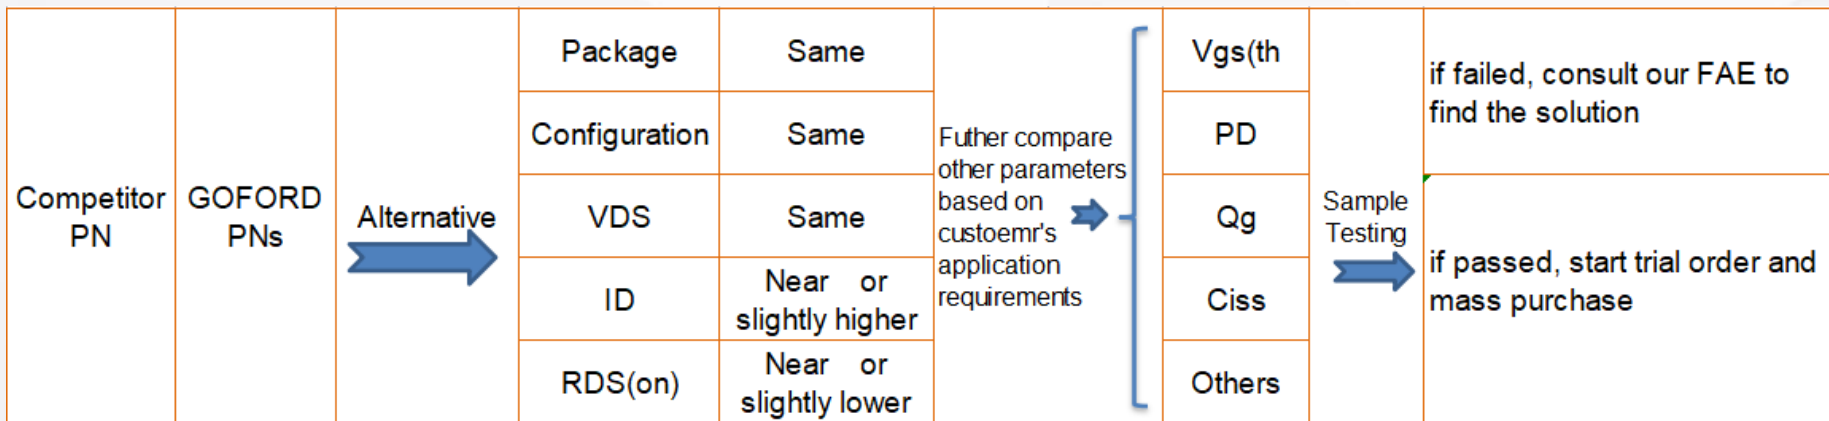 Competitor
PN
GOFORD
PNs
Alternative
Package
Same
Configuration
Same
VDS
Same
ID
Near or
slightly higher
RDS(on)
Near or
slightly lower
Futher compare
other parameters
based on
custoemr's
application
requirements
Vgs(th
PD
Qg
Ciss
Others
Sample
Testing
if failed, consult our FAE to
find the solution
if passed, start trial order and
mass purchase